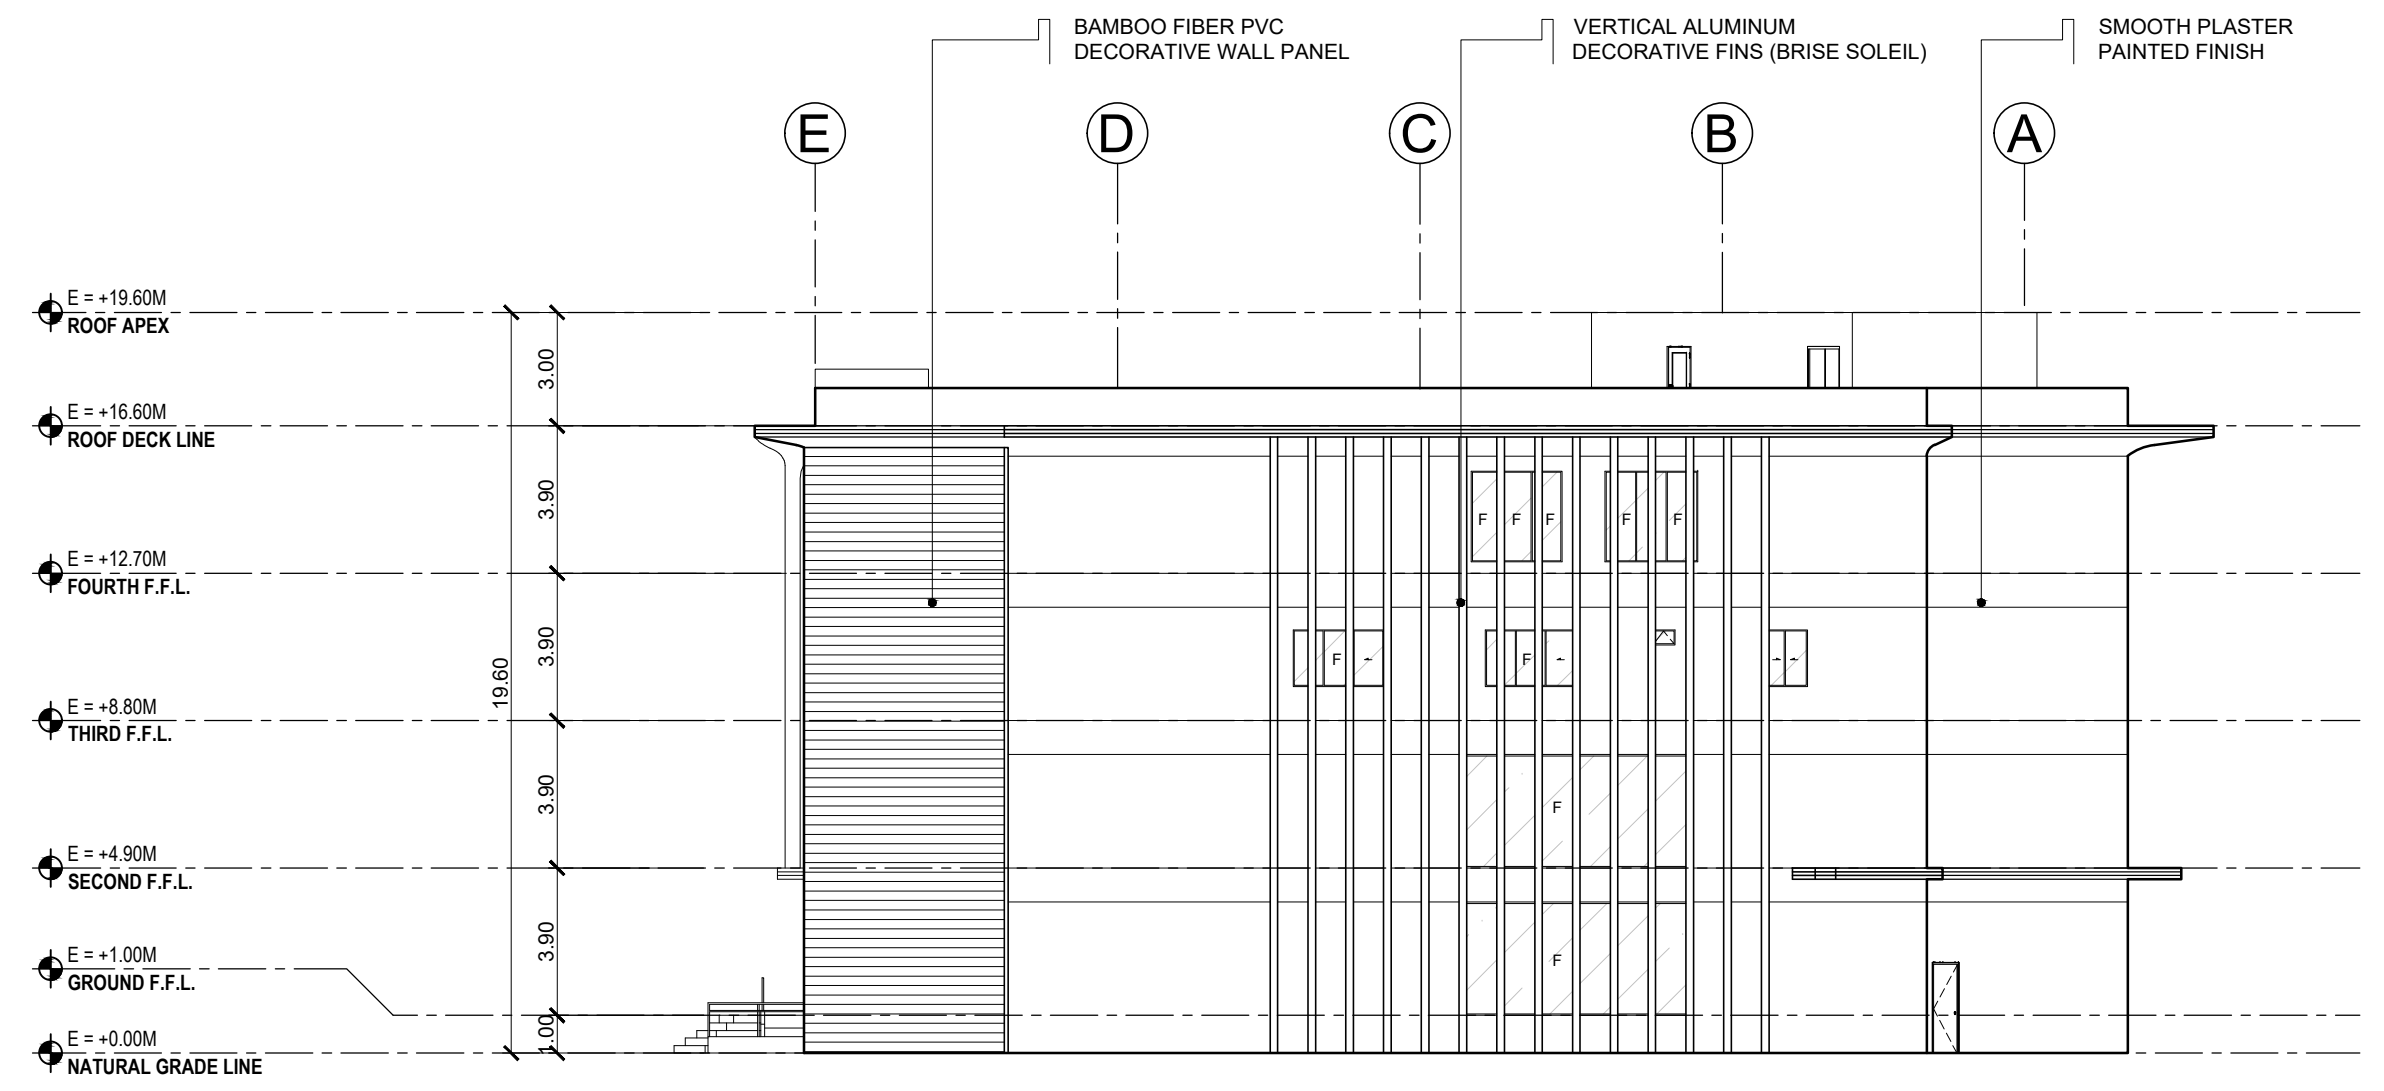 BAMBOO FIBER PVC
DECORATIVE WALL PANEL
VERTICAL ALUMINUM
DECORATIVE FINS (BRISE SOLEIL)
SMOOTH PLASTER
PAINTED FINISH
E
D
C
B
A
E = +19.60M
ROOF APEX
3.00
E = +16.60M
ROOF DECK LINE
3.90
F
F
F
F
F
E = +12.70M
FOURTH F.F.L.
3.90
F
F
19.60
E = +8.80M
THIRD F.F.L.
3.90
F
E = +4.90M
SECOND F.F.L.
3.90
F
E = +1.00M
GROUND F.F.L.
1.00
E = +0.00M
NATURAL GRADE LINE